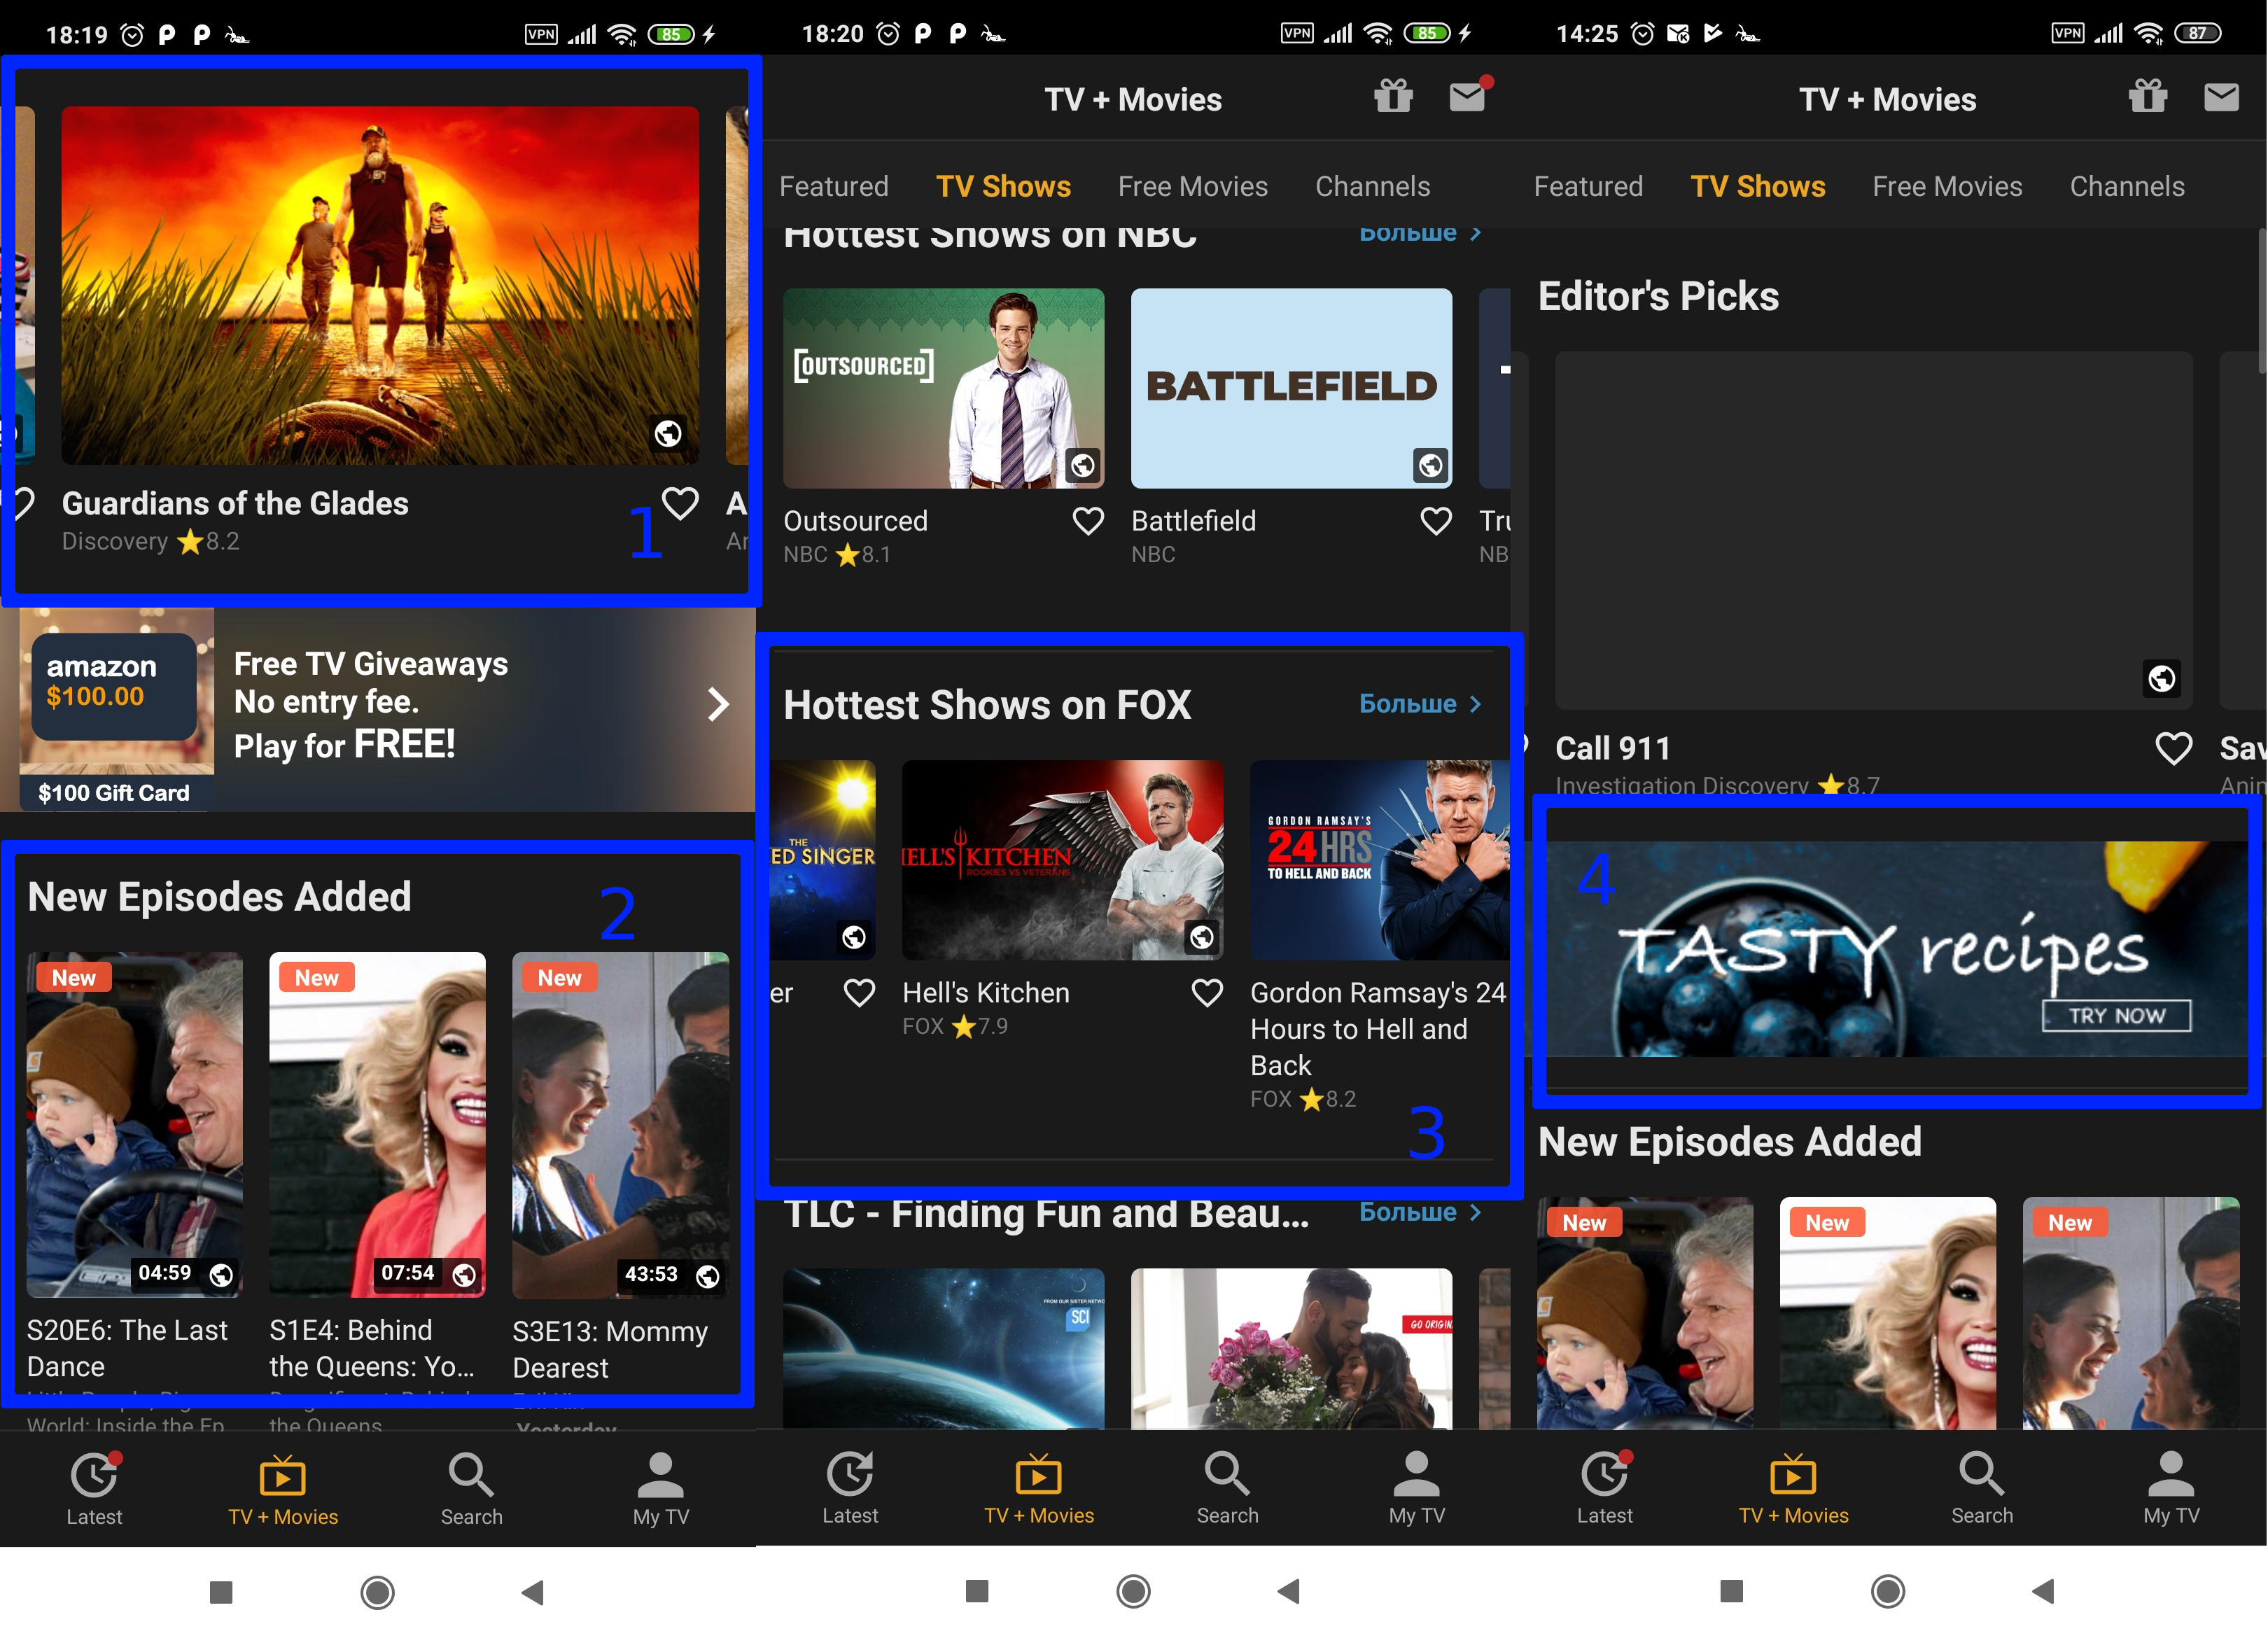 18:19
VPN
85
Guardians of the Glades
Discovery ⭐8.2
1
A
amazon
$100.00
$100 Gift Card
Free TV Giveaways
No entry fee.
Play for FREE!
New Episodes Added
2
New
New
New
04:59
07:54
43:53
S20E6: The Last
Dance
S1E4: Behind
the Queens: Yo...
S3E13: Mommy
Dearest
World: Inside the Ep
the Queens
Yesterday
Latest
TV + Movies
Search
My TV
18:20
VPN
85
TV + Movies
Featured
TV Shows
Free Movies
Channels
Hottest Shows on NBC
Больше >
[OUTSOURCED]
BATTLEFIELD
Outsourced
NBC ⭐8.1
Battlefield
NBC
Tru
NB
Hottest Shows on FOX
Больше >
THE
ED SINGER
HELL'S KITCHEN
ROOKIES VS VETERANS
GORDON RAMSAY'S
24 HRS
TO HELL AND BACK
er
Hell's Kitchen
FOX ⭐7.9
Gordon Ramsay's 24
Hours to Hell and
Back
FOX ⭐8.2
3
TLC - Finding Fun and Beau...
Больше >
FROM OUR SISTER NETWO
SCI
GO ORIGIN
Latest
TV + Movies
Search
My TV
14:25
VPN
87
TV + Movies
Featured
TV Shows
Free Movies
Channels
Editor's Picks
Call 911
Investigation Discovery ⭐8.7
Sav
Anin
4
TASTY recipes
TRY NOW
New Episodes Added
New
New
New
Latest
TV + Movies
Search
My TV